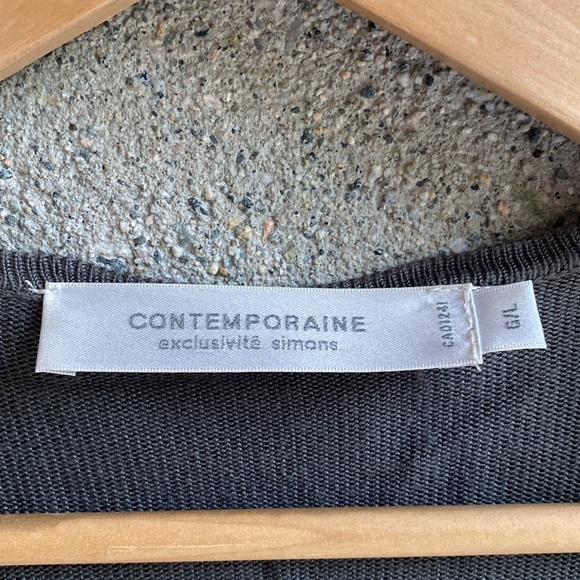 CONTEMPORAINE
exclusivité simons
CA01241
G/L